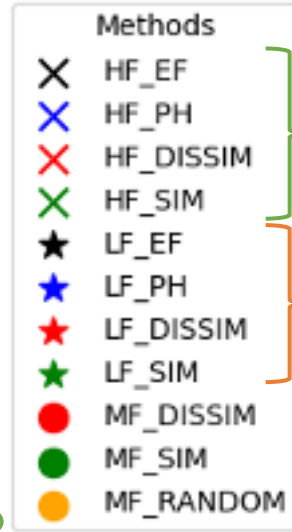 Methods
HF_EF
HF_PH
HF_DISSIM
HF_SIM
LF_EF
LF_PH
LF_DISSIM
LF_SIM
MF_DISSIM
MF_SIM
MF_RANDOM